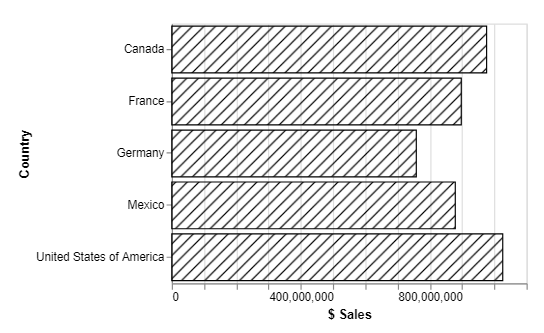 Canada
France
Germany
Mexico
United States of America
Country
0
400,000,000
800,000,000
$ Sales